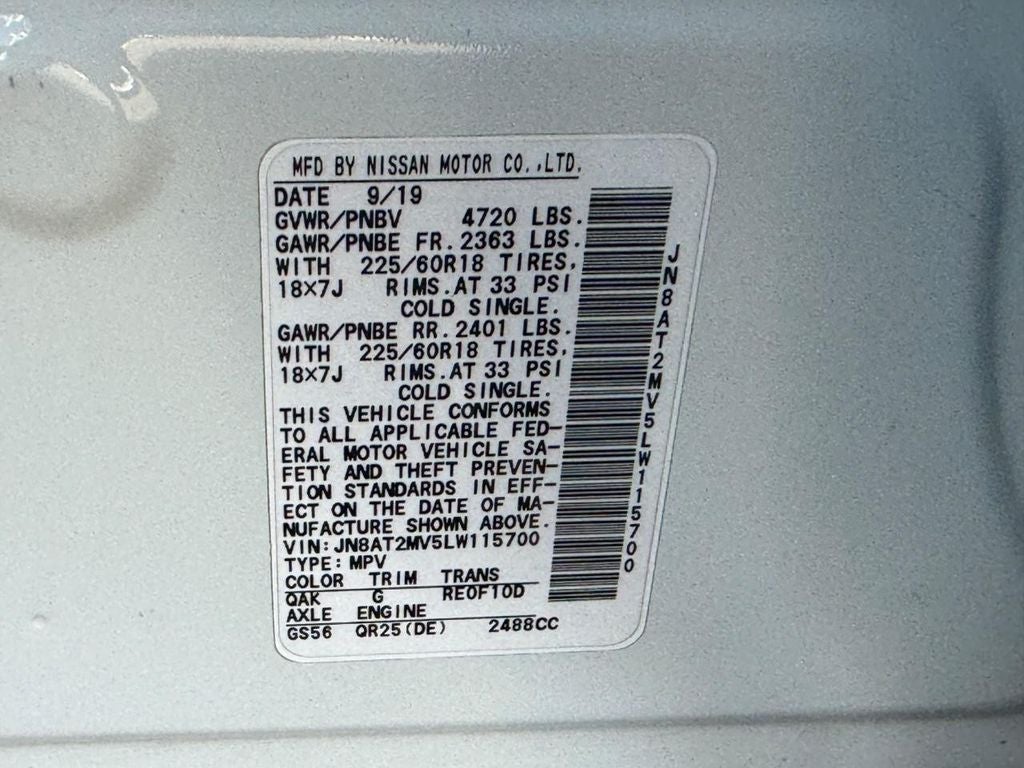 MFD BY NISSAN MOTOR CO.,LTD.
DATE 9/19
GVWR/PNBV 4720 LBS.
GAWR/PNBE FR. 2363 LBS.
WITH 225/60R18 TIRES,
18×7J RIMS.AT 33 PSI
COLD SINGLE.
GAWR/PNBE RR. 2401 LBS.
WITH 225/60R18 TIRES,
18×7J RIMS.AT 33 PSI
COLD SINGLE.
THIS VEHICLE CONFORMS
TO ALL APPLICABLE FED-
ERAL MOTOR VEHICLE SA-
FETY AND THEFT PREVEN-
TION STANDARDS IN EFF-
ECT ON THE DATE OF MA-
NUFACTURE SHOWN ABOVE.
VIN:JN8AT2MV5LW115700
TYPE:MPV
COLOR TRIM TRANS
QAK G RE0F10D
AXLE ENGINE
GS56 QR25(DE) 2488CC
JN8AT2MV5LW115700